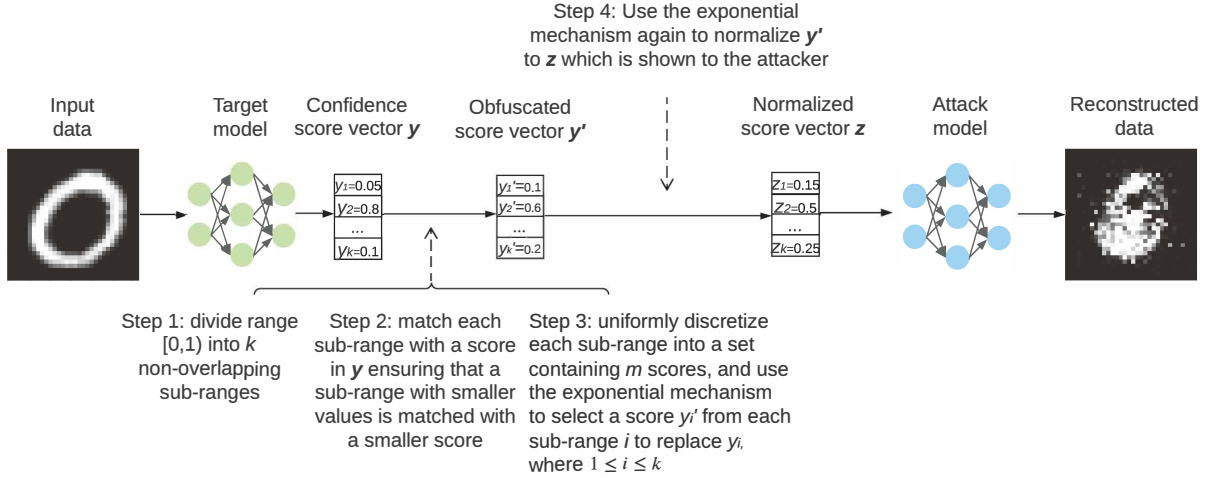 Step 4: Use the exponential
mechanism again to normalize y'
to z which is shown to the attacker
Input
data
Target
model
Confidence
score vector y
Obfuscated
score vector y'
Normalized
score vector z
Attack
model
Reconstructed
data
y1=0.05
y2=0.8
...
yk=0.1
y1'=0.1
y2'=0.6
...
yk'=0.2
z1=0.15
z2=0.5
...
zk=0.25
Step 1: divide range
[0,1) into k
non-overlapping
sub-ranges
Step 2: match each
sub-range with a score
in y ensuring that a
sub-range with smaller
values is matched with
a smaller score
Step 3: uniformly discretize
each sub-range into a set
containing m scores, and use
the exponential mechanism
to select a score yi' from each
sub-range i to replace yi,
where 1 ≤ i ≤ k